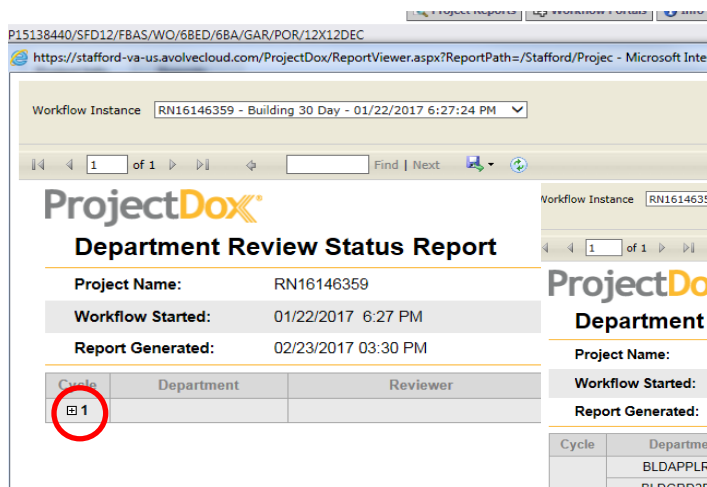 Project Reports Workflow Portals Info
P15138440/SFD12/FBAS/WO/6BED/6BA/GAR/POR/12X12DEC
https://stafford-va-us.avolvecloud.com/ProjectDox/ReportViewer.aspx?ReportPath=/Stafford/Projec - Microsoft Inte
Workflow Instance RN16146359 - Building 30 Day - 01/22/2017 6:27:24 PM
1 of 1 Find | Next
ProjectDox
Department Review Status Report
Project Name: RN16146359
Workflow Started: 01/22/2017 6:27 PM
Report Generated: 02/23/2017 03:30 PM
Cycle Department Reviewer
1
Workflow Instance RN1614635
1 of 1
ProjectDo
Department
Project Name:
Workflow Started:
Report Generated:
Cycle Departme
BLDAPPLR